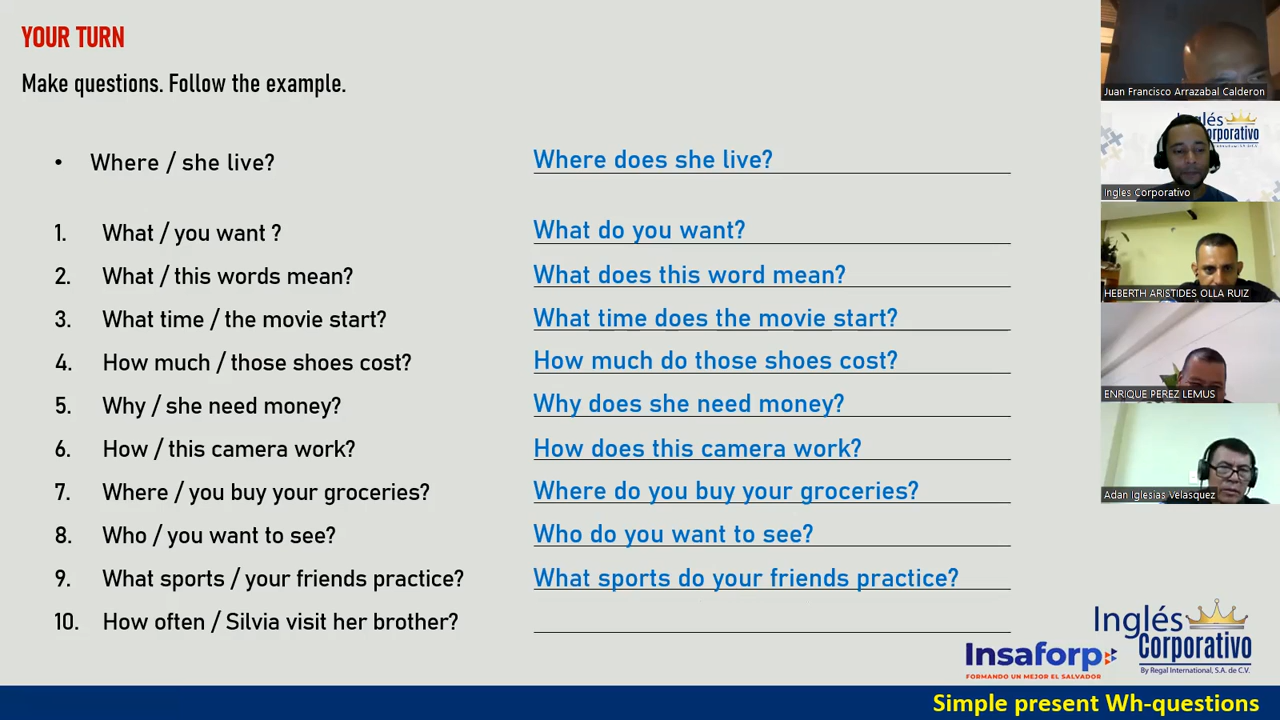 YOUR TURN
Make questions. Follow the example.
• Where / she live? Where does she live?
1. What / you want ? What do you want?
2. What / this words mean? What does this word mean?
3. What time / the movie start? What time does the movie start?
4. How much / those shoes cost? How much do those shoes cost?
5. Why / she need money? Why does she need money?
6. How / this camera work? How does this camera work?
7. Where / you buy your groceries? Where do you buy your groceries?
8. Who / you want to see? Who do you want to see?
9. What sports / your friends practice? What sports do your friends practice?
10. How often / Silvia visit her brother?
Juan Francisco Arrazabal Calderon
Inglés
Corporativo
Ingles Corporativo
HEBERTH ARISTIDES OLLA RUIZ
ENRIQUE PEREZ LEMUS
Adan Iglesias Velasquez
Inglés
Corporativo
By Regal International, S.A. de C.V.
Insaforp
FORMANDO UN MEJOR EL SALVADOR
Simple present Wh-questions